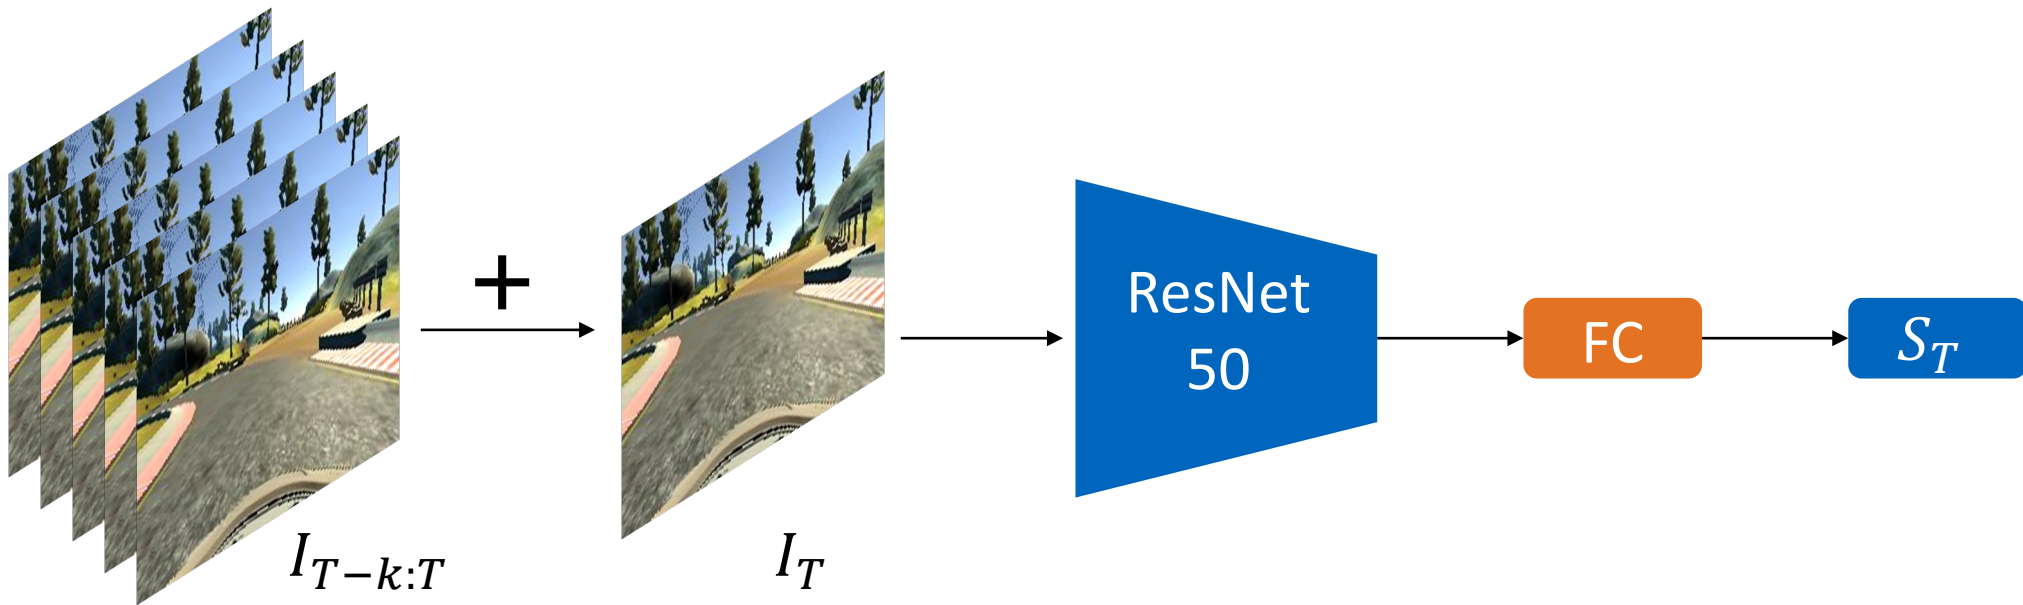 +
ResNet
50
FC
S_T
I_{T-k:T}
I_T